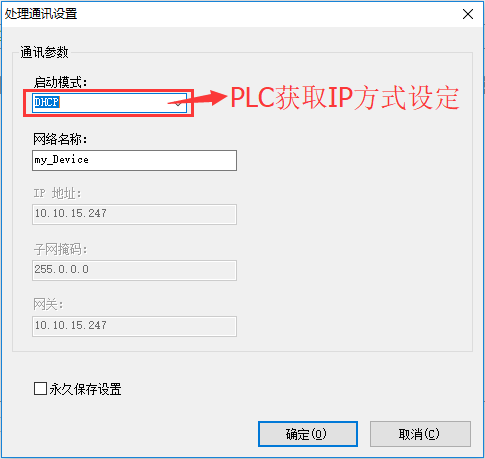 处理通讯设置
通讯参数
启动模式:
DHCP
PLC获取IP方式设定
网络名称:
my_Device
IP 地址:
10.10.15.247
子网掩码:
255.0.0.0
网关:
10.10.15.247
永久保存设置
确定(O)
取消(C)